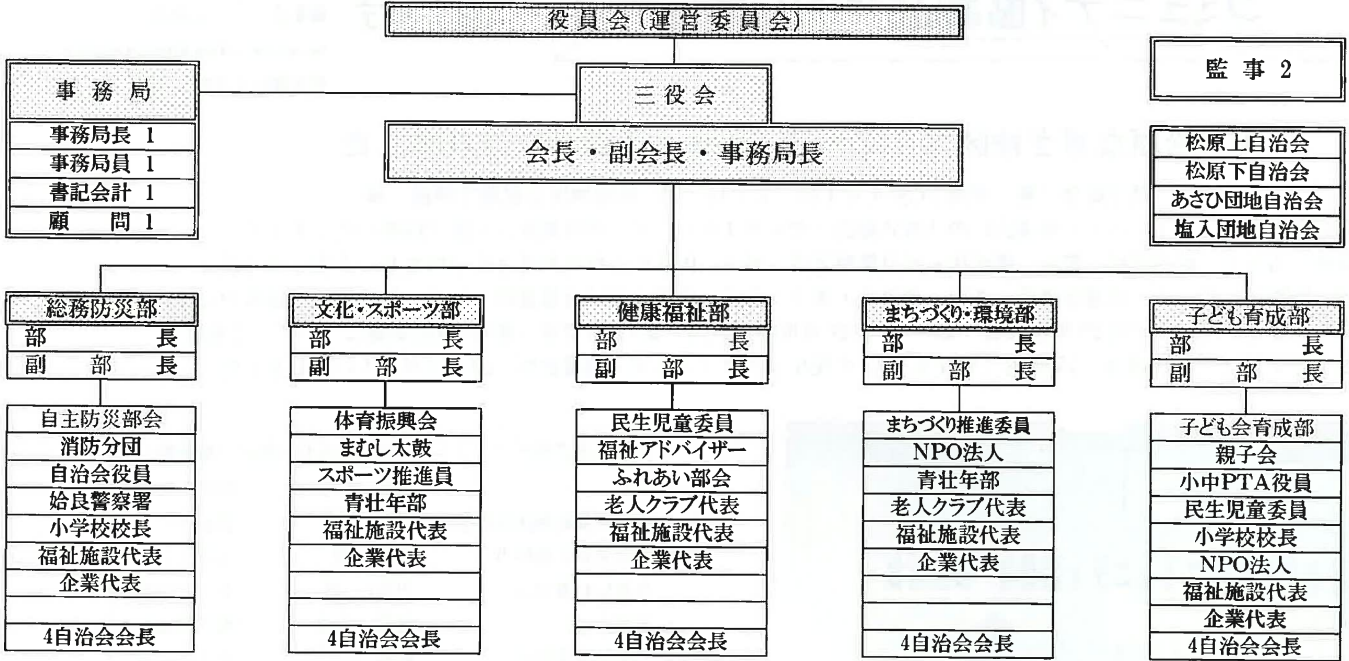 役員会(運営委員会)
事務局
三役会
監事 2
事務局長 1
事務局員 1
書記会計 1
顧問 1
会長・副会長・事務局長
松原上自治会
松原下自治会
あさひ団地自治会
塩入団地自治会
総務防災部
部長
副部長
自主防災部会
消防分団
自治会役員
姶良警察署
小学校校長
福祉施設代表
企業代表
4自治会会長
文化・スポーツ部
部長
副部長
体育振興会
まむし太鼓
スポーツ推進員
青壮年部
福祉施設代表
企業代表
4自治会会長
健康福祉部
部長
副部長
民生児童委員
福祉アドバイザー
ふれあい部会
老人クラブ代表
福祉施設代表
企業代表
4自治会会長
まちづくり・環境部
部長
副部長
まちづくり推進委員
NPO法人
青壮年部
老人クラブ代表
福祉施設代表
企業代表
4自治会会長
子ども育成部
部長
副部長
子ども会育成部
親子会
小中PTA役員
民生児童委員
小学校校長
NPO法人
福祉施設代表
企業代表
4自治会会長